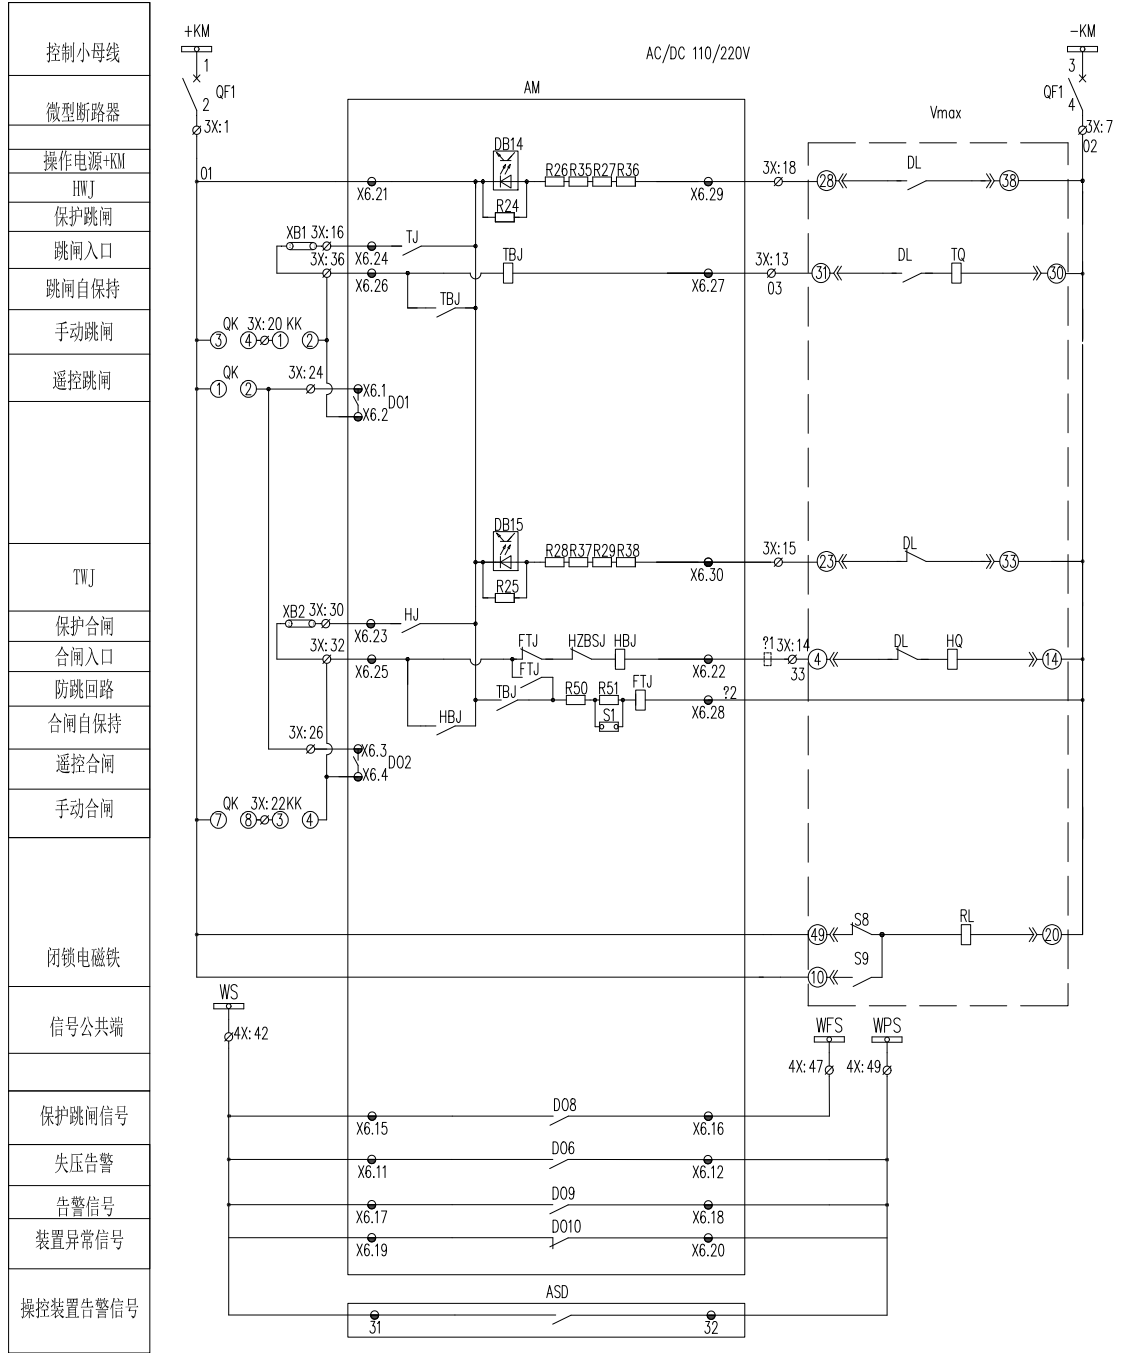 控制小母线
微型断路器
操作电源+KM
HWJ
保护跳闸
跳闸入口
跳闸自保持
手动跳闸
遥控跳闸
TWJ
保护合闸
合闸入口
防跳回路
合闸自保持
遥控合闸
手动合闸
闭锁电磁铁
信号公共端
保护跳闸信号
失压告警
告警信号
装置异常信号
操控装置告警信号
+KM
AC/DC 110/220V
-KM
1
3
AM
QF1
QF1
2
4
Vmax
3X:1
3X:7
02
DB14
01
R26 R35 R27 R36
3X:18
DL
X6.21
X6.29
28
38
R24
XB1 3X:16
TJ
X6.24
3X:36
TBJ
3X:13
DL
TQ
X6.26
X6.27
03
31
30
TBJ
QK 3X:20 KK
3 4 1 2
QK
3X:24
1 2
X6.1
DO1
X6.2
DB15
R28 R37 R29 R38
3X:15
DL
X6.30
23
33
R25
XB2 3X:30
HJ
X6.23
3X:32
FTJ
HZBSJ
HBJ
?1
3X:14
DL
HQ
X6.25
X6.22
33
4
14
FTJ
TBJ
R50
R51
FTJ
?2
X6.28
S1
HBJ
3X:26
X6.3
DO2
X6.4
QK 3X:22 KK
7 8 3 4
S8
RL
49
20
S9
10
WS
4X:42
WFS
WPS
4X:47
4X:49
DO8
X6.15
X6.16
DO6
X6.11
X6.12
DO9
X6.17
X6.18
DO10
X6.19
X6.20
ASD
31
32